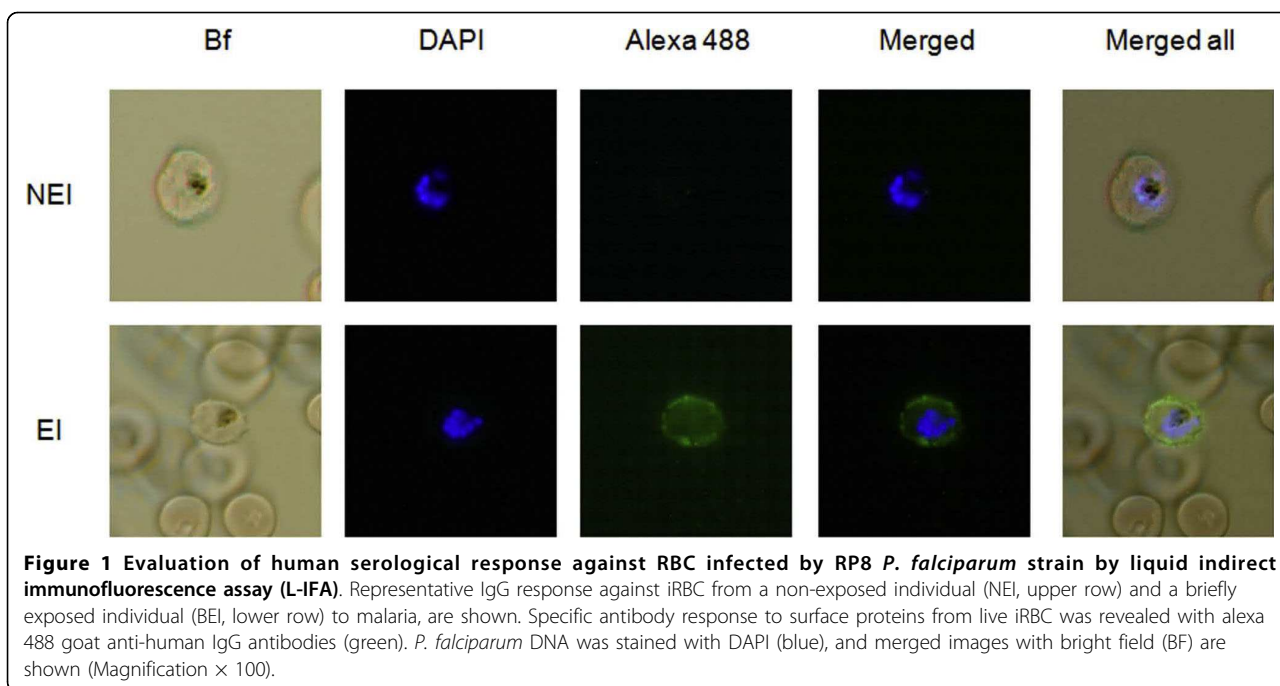 Bf DAPI Alexa 488 Merged Merged all
NEI
EI
Figure 1 Evaluation of human serological response against RBC infected by RP8 P. falciparum strain by liquid indirect
immunofluorescence assay (L-IFA). Representative IgG response against iRBC from a non-exposed individual (NEI, upper row) and a briefly
exposed individual (BEI, lower row) to malaria, are shown. Specific antibody response to surface proteins from live iRBC was revealed with alexa
488 goat anti-human IgG antibodies (green). P. falciparum DNA was stained with DAPI (blue), and merged images with bright field (BF) are
shown (Magnification × 100).